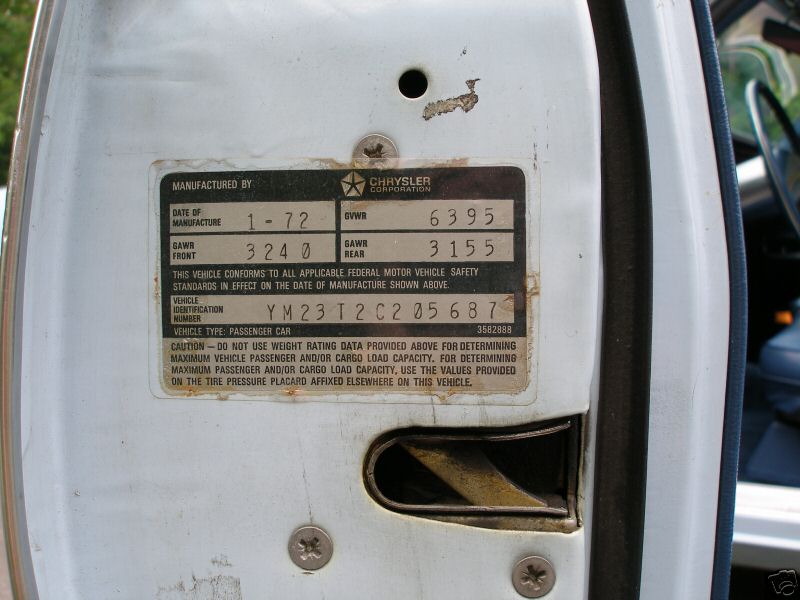 MANUFACTURED BY CHRYSLER CORPORATION
DATE OF MANUFACTURE 1-72 GVWR 6395
GAWR FRONT 3240 GAWR REAR 3155
THIS VEHICLE CONFORMS TO ALL APPLICABLE FEDERAL MOTOR VEHICLE SAFETY
STANDARDS IN EFFECT ON THE DATE OF MANUFACTURE SHOWN ABOVE.
VEHICLE IDENTIFICATION NUMBER YM23T2C205687
VEHICLE TYPE: PASSENGER CAR 3582888
CAUTION – DO NOT USE WEIGHT RATING DATA PROVIDED ABOVE FOR DETERMINING
MAXIMUM VEHICLE PASSENGER AND/OR CARGO LOAD CAPACITY. FOR DETERMINING
MAXIMUM PASSENGER AND/OR CARGO LOAD CAPACITY, USE THE VALUES PROVIDED
ON THE TIRE PRESSURE PLACARD AFFIXED ELSEWHERE ON THIS VEHICLE.